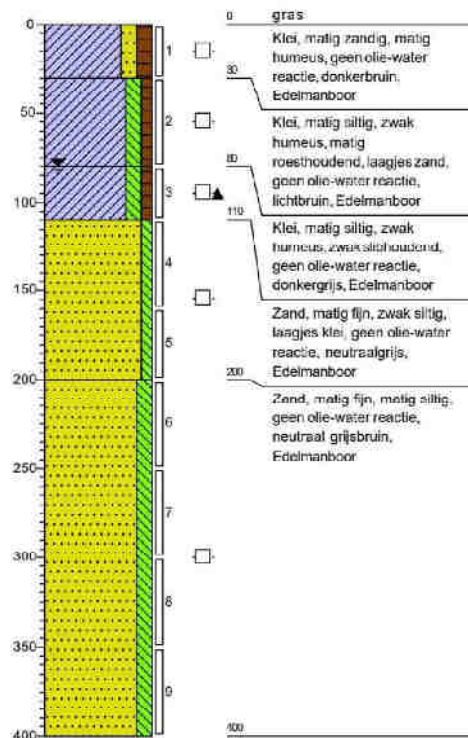 0
50
100
150
200
250
300
350
400
1
2
3
4
5
6
7
8
9
0
gras
Klei, matig zandig, matig
humeus, geen olie-water
reactie, donkerbruin,
Edelmanboor
30
Klei, matig siltig, zwak
humeus, matig
roesthoudend, laagjes zand,
geen olie-water reactie,
lichtbruin, Edelmanboor
80
Klei, matig siltig, zwak
humeus, zwak slibhoudend,
geen olie-water reactie,
donkergrijs, Edelmanboor
110
Zand, matig fijn, zwak siltig,
laagjes klei, geen olie-water
reactie, neutraalgrijs,
Edelmanboor
200
Zand, matig fijn, matig siltig,
geen olie-water reactie,
neutraal grijsbruin,
Edelmanboor
400